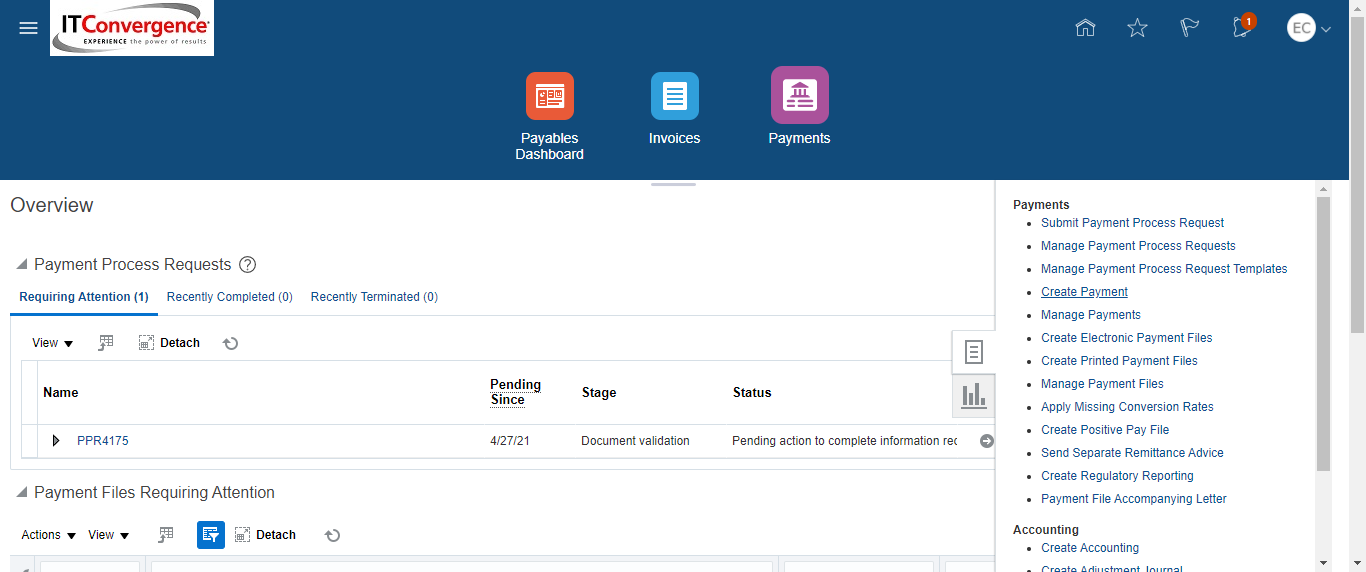 ITConvergence
EXPERIENCE the power of results
1
EC
Payables
Dashboard
Invoices
Payments
Overview
Payment Process Requests
?
Requiring Attention (1)
Recently Completed (0)
Recently Terminated (0)
View
Detach
Name
Pending
Since
Stage
Status
PPR4175
4/27/21
Document validation
Pending action to complete information
Payment Files Requiring Attention
Actions
View
Detach
Payments
Submit Payment Process Request
Manage Payment Process Requests
Manage Payment Process Request Templates
Create Payment
Manage Payments
Create Electronic Payment Files
Create Printed Payment Files
Manage Payment Files
Apply Missing Conversion Rates
Create Positive Pay File
Send Separate Remittance Advice
Create Regulatory Reporting
Payment File Accompanying Letter
Accounting
Create Accounting
Create Adjustment Journal